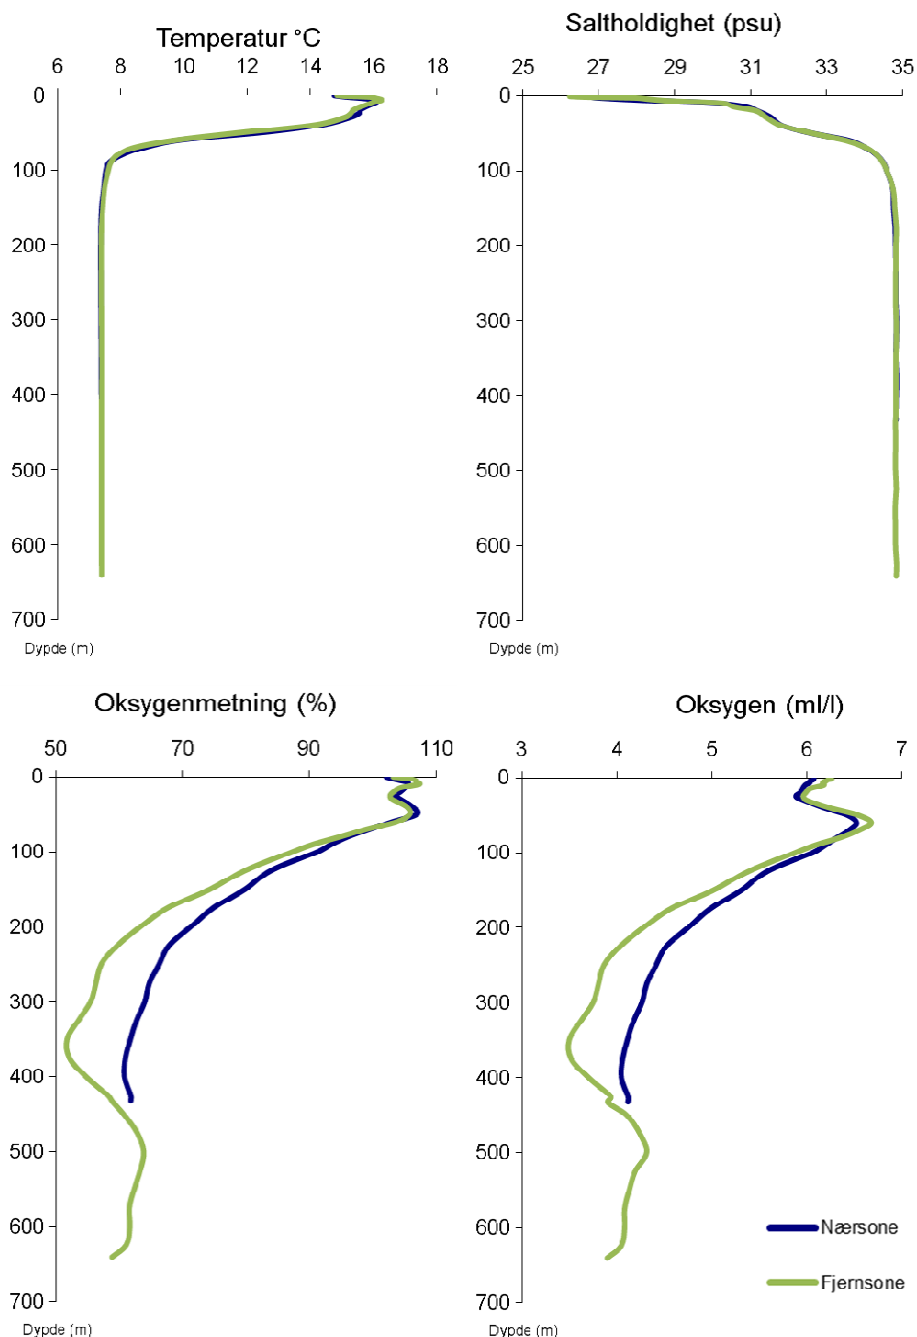 Temperatur °C
6 8 10 12 14 16 18
0
100
200
300
400
500
600
700
Dypde (m)
Saltholdighet (psu)
25 27 29 31 33 35
0
100
200
300
400
500
600
700
Dypde (m)
Oksygenmetning (%)
50 70 90 110
0
100
200
300
400
500
600
700
Dypde (m)
Oksygen (ml/l)
3 4 5 6 7
0
100
200
300
400
500
600
700
Dypde (m)
Nærsone
Fjernsone